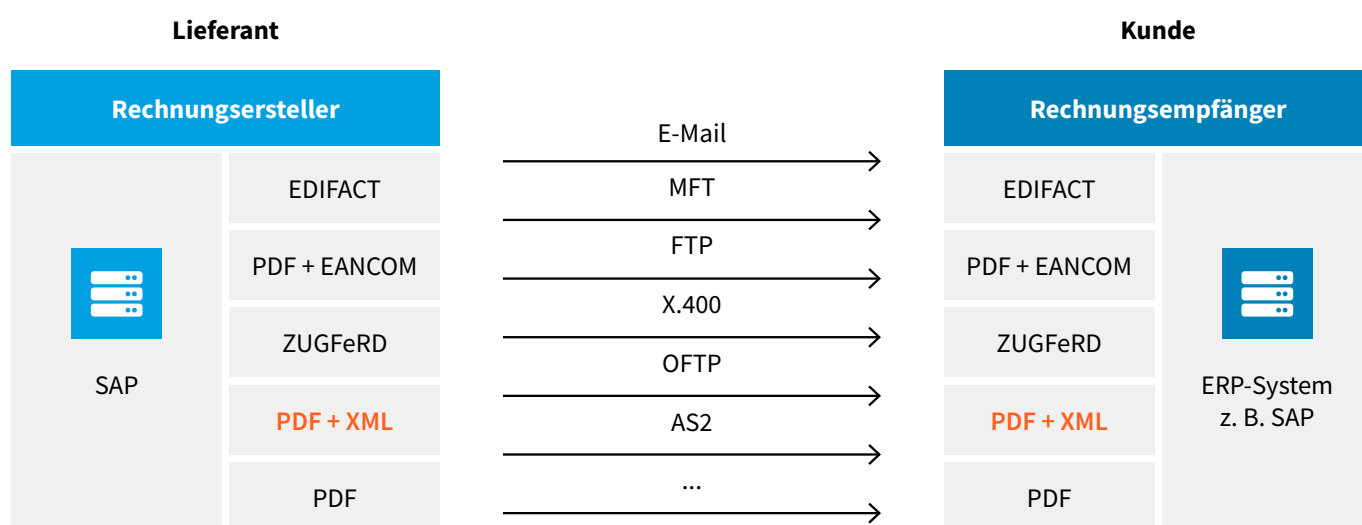 Lieferant
Rechnungsersteller
SAP
EDIFACT
PDF + EANCOM
ZUGFeRD
PDF + XML
PDF
E-Mail
MFT
FTP
X.400
OFTP
AS2
...
Kunde
Rechnungsempfänger
EDIFACT
PDF + EANCOM
ZUGFeRD
PDF + XML
PDF
ERP-System
z. B. SAP